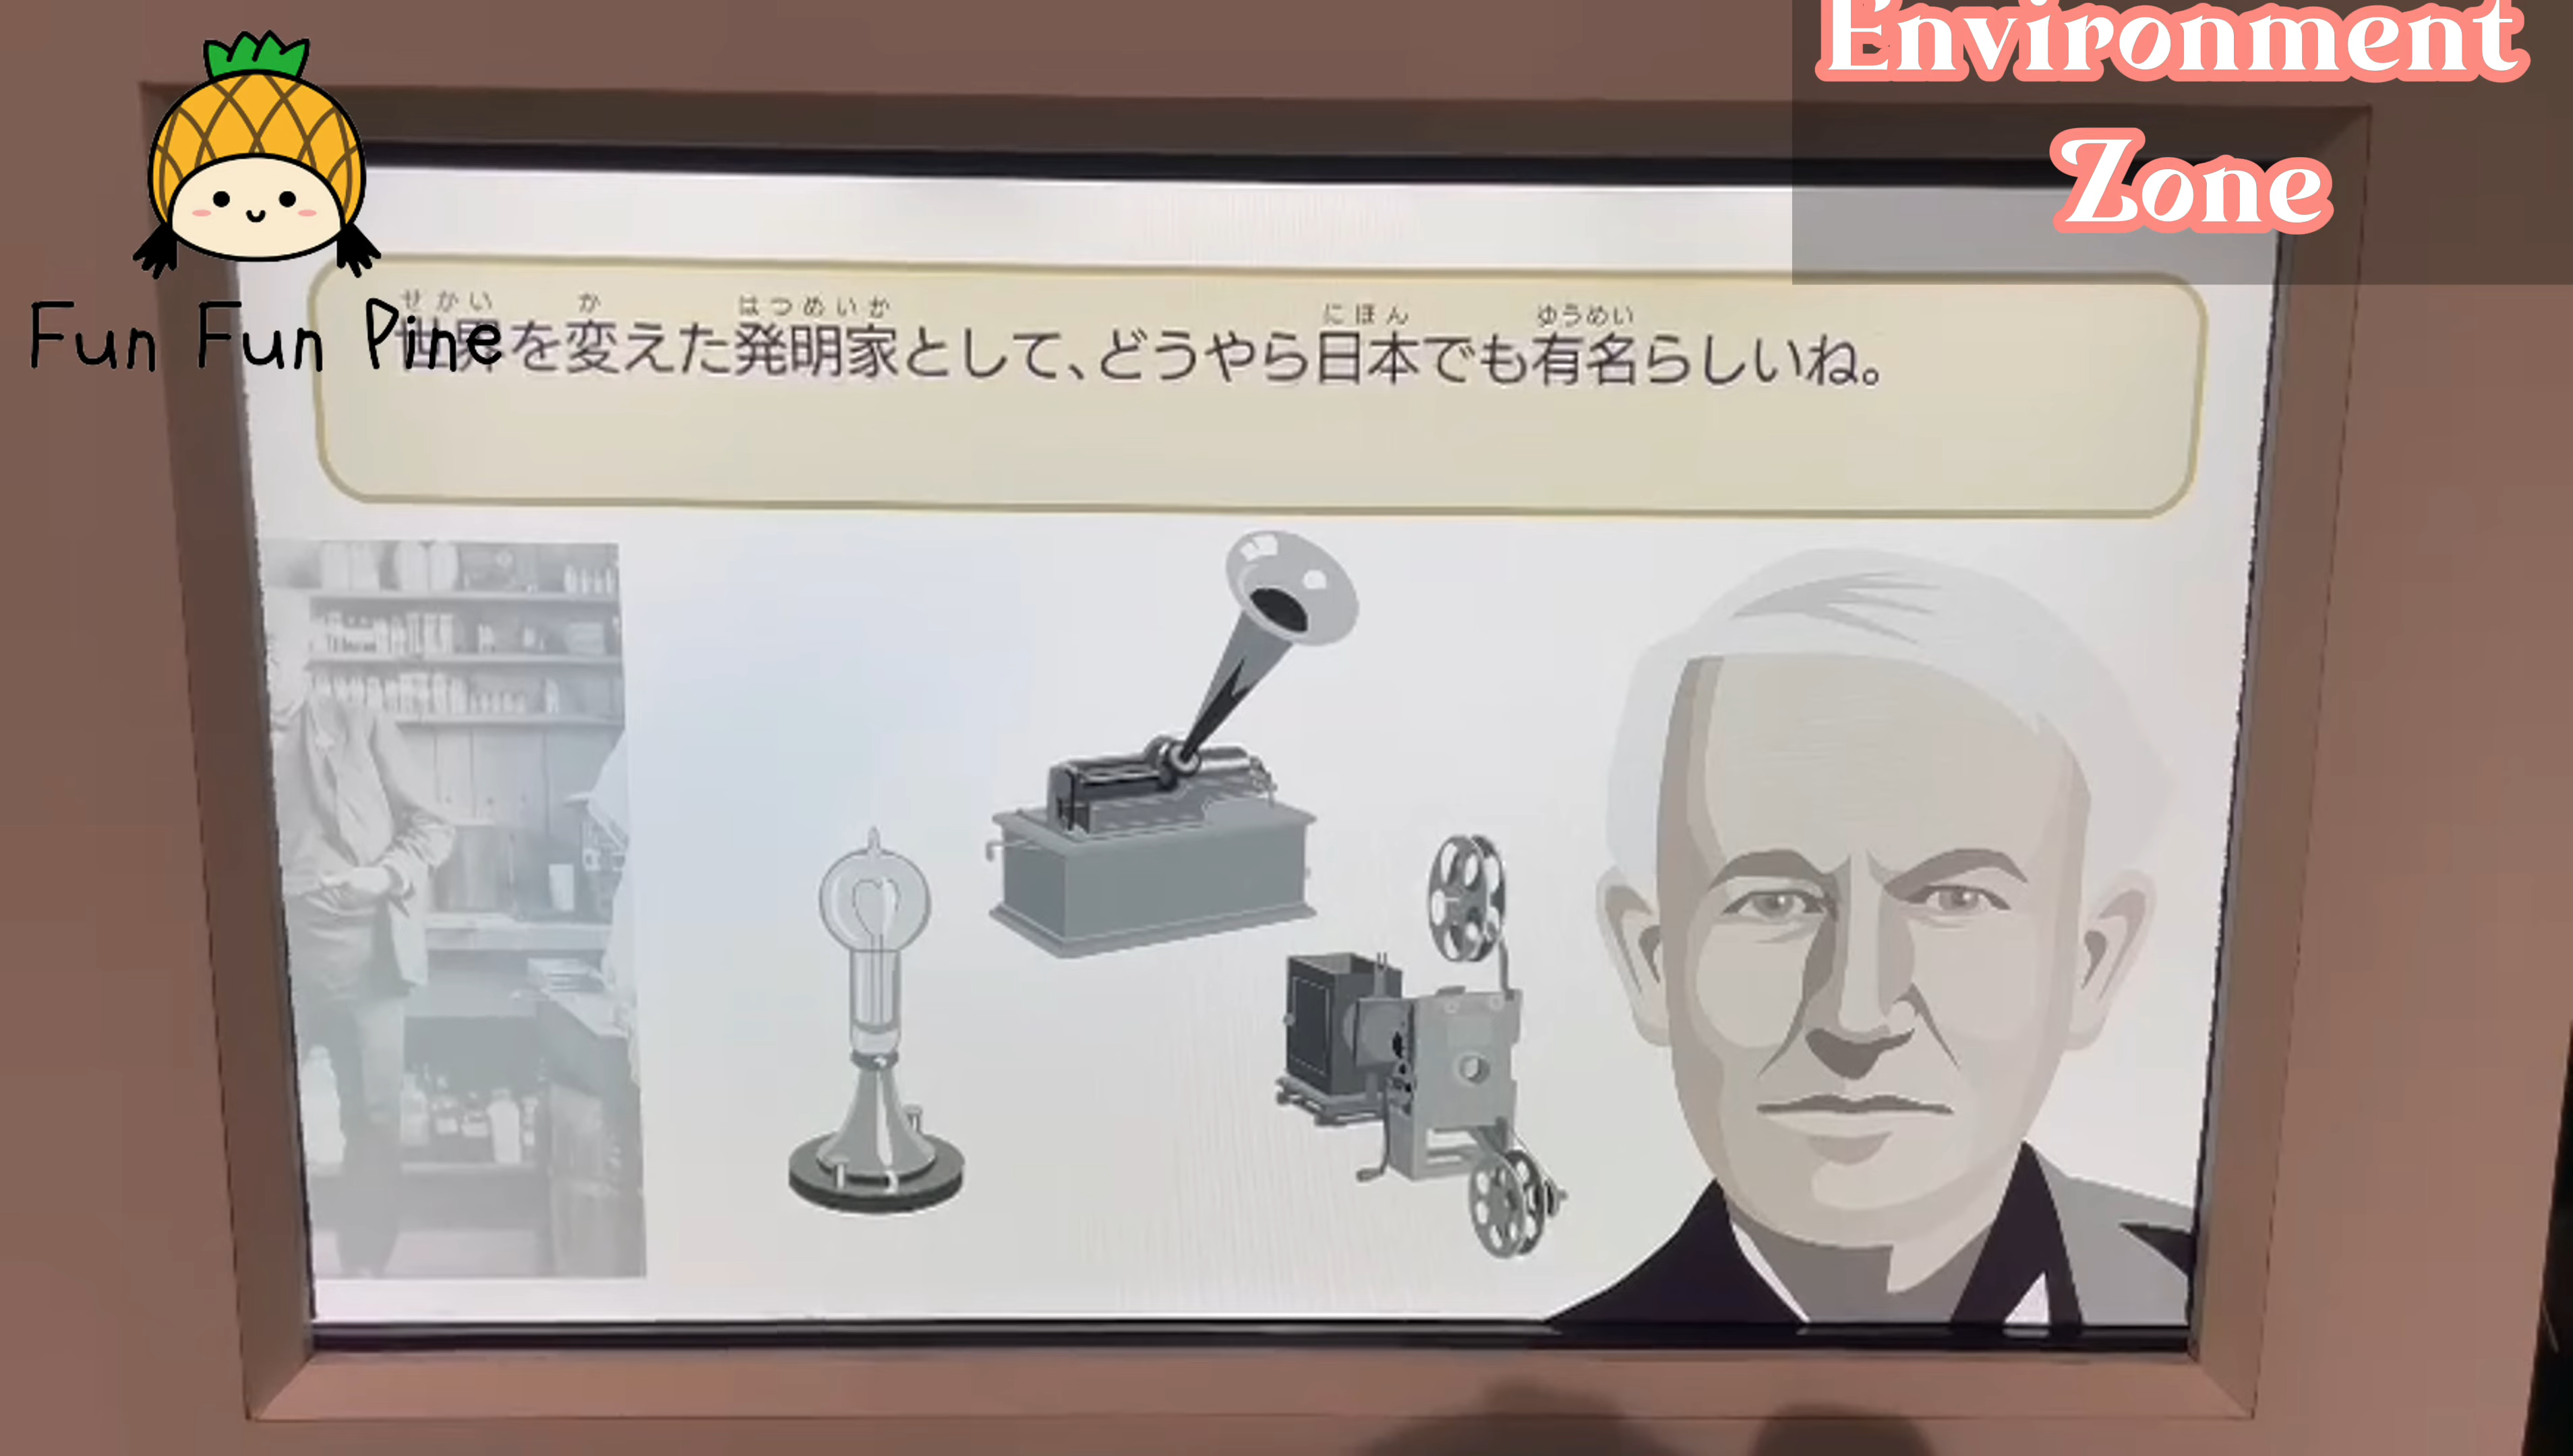 Environment
Zone
Fun Fun Pine
せかい か はつめいか にほん ゆうめい
世界を変えた発明家として、どうやら日本でも有名らしいね。